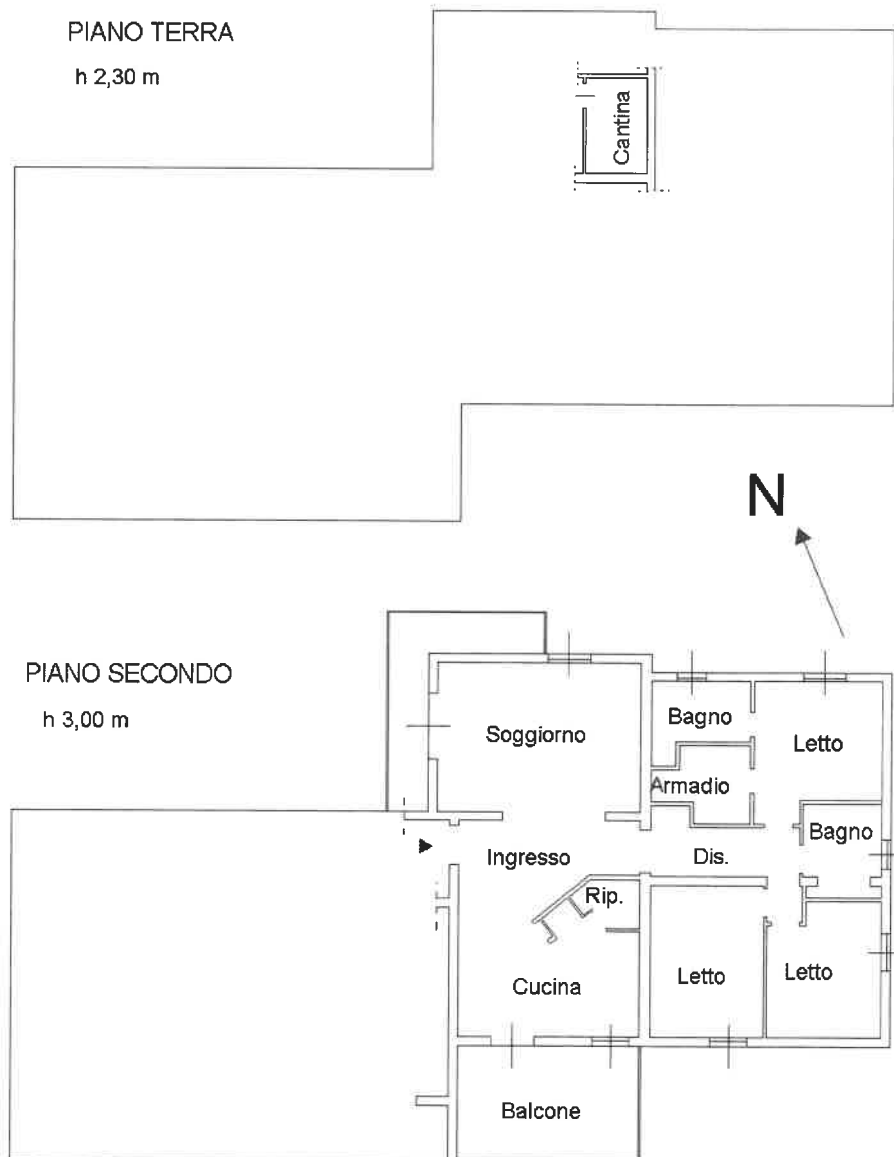 PIANO TERRA
h 2,30 m
Cantina
N
PIANO SECONDO
h 3,00 m
Soggiorno
Bagno
Letto
Armadio
Bagno
Ingresso
Dis.
Rip.
Cucina
Letto
Letto
Balcone